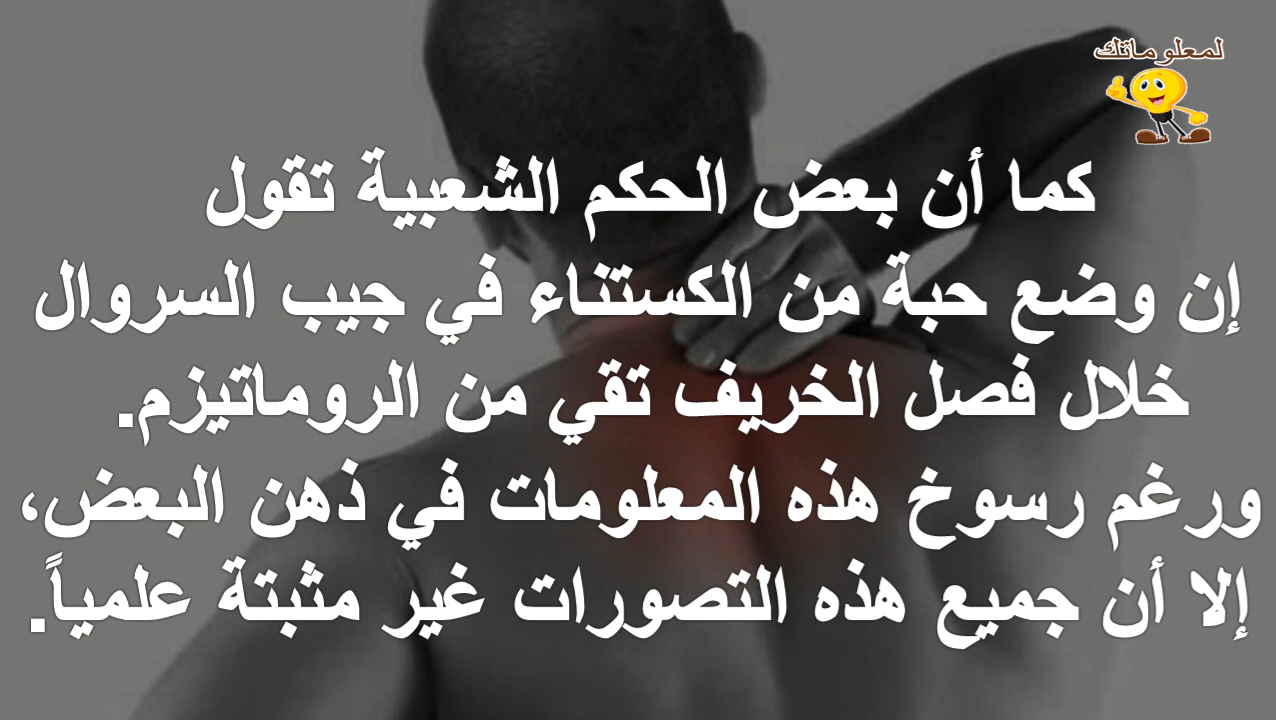 لمعلوماتك
كما أن بعض الحكم الشعبية تقول
إن وضع حبة من الكستناء في جيب السروال
خلال فصل الخريف تقي من الروماتيزم.
ورغم رسوخ هذه المعلومات في ذهن البعض،
إلا أن جميع هذه التصورات غير مثبتة علمياً.